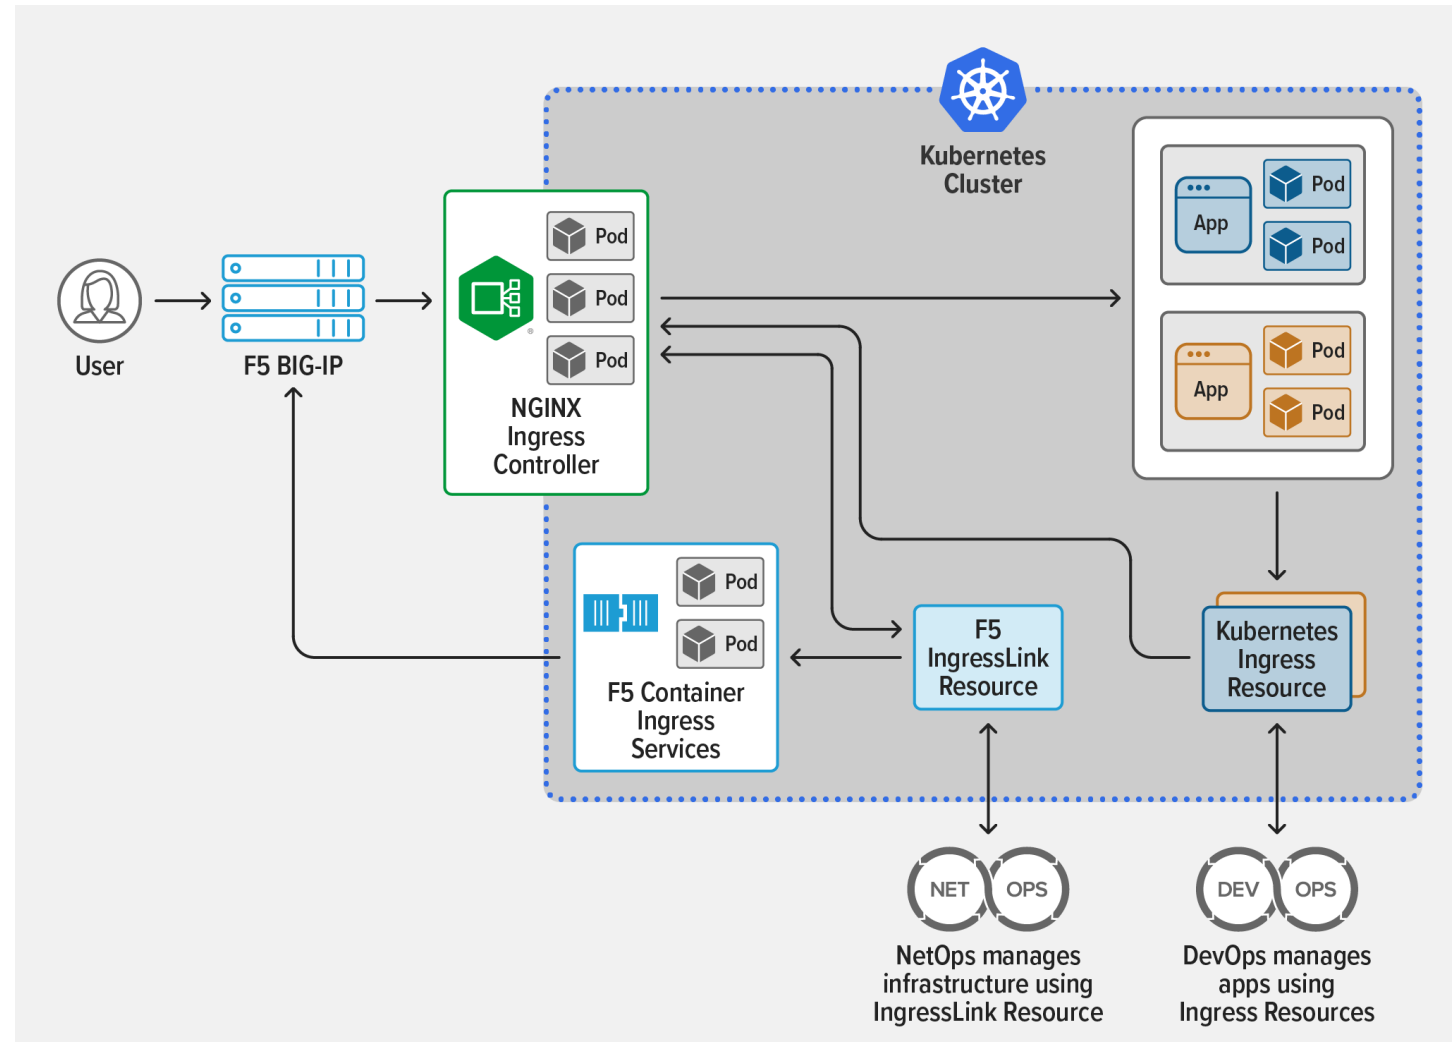 Kubernetes
Cluster
App
Pod
Pod
App
Pod
Pod
User
F5 BIG-IP
Pod
Pod
Pod
®
NGINX
Ingress
Controller
Pod
Pod
F5 Container
Ingress
Services
F5
IngressLink
Resource
Kubernetes
Ingress
Resource
NET OPS
NetOps manages
infrastructure using
IngressLink Resource
DEV OPS
DevOps manages
apps using
Ingress Resources